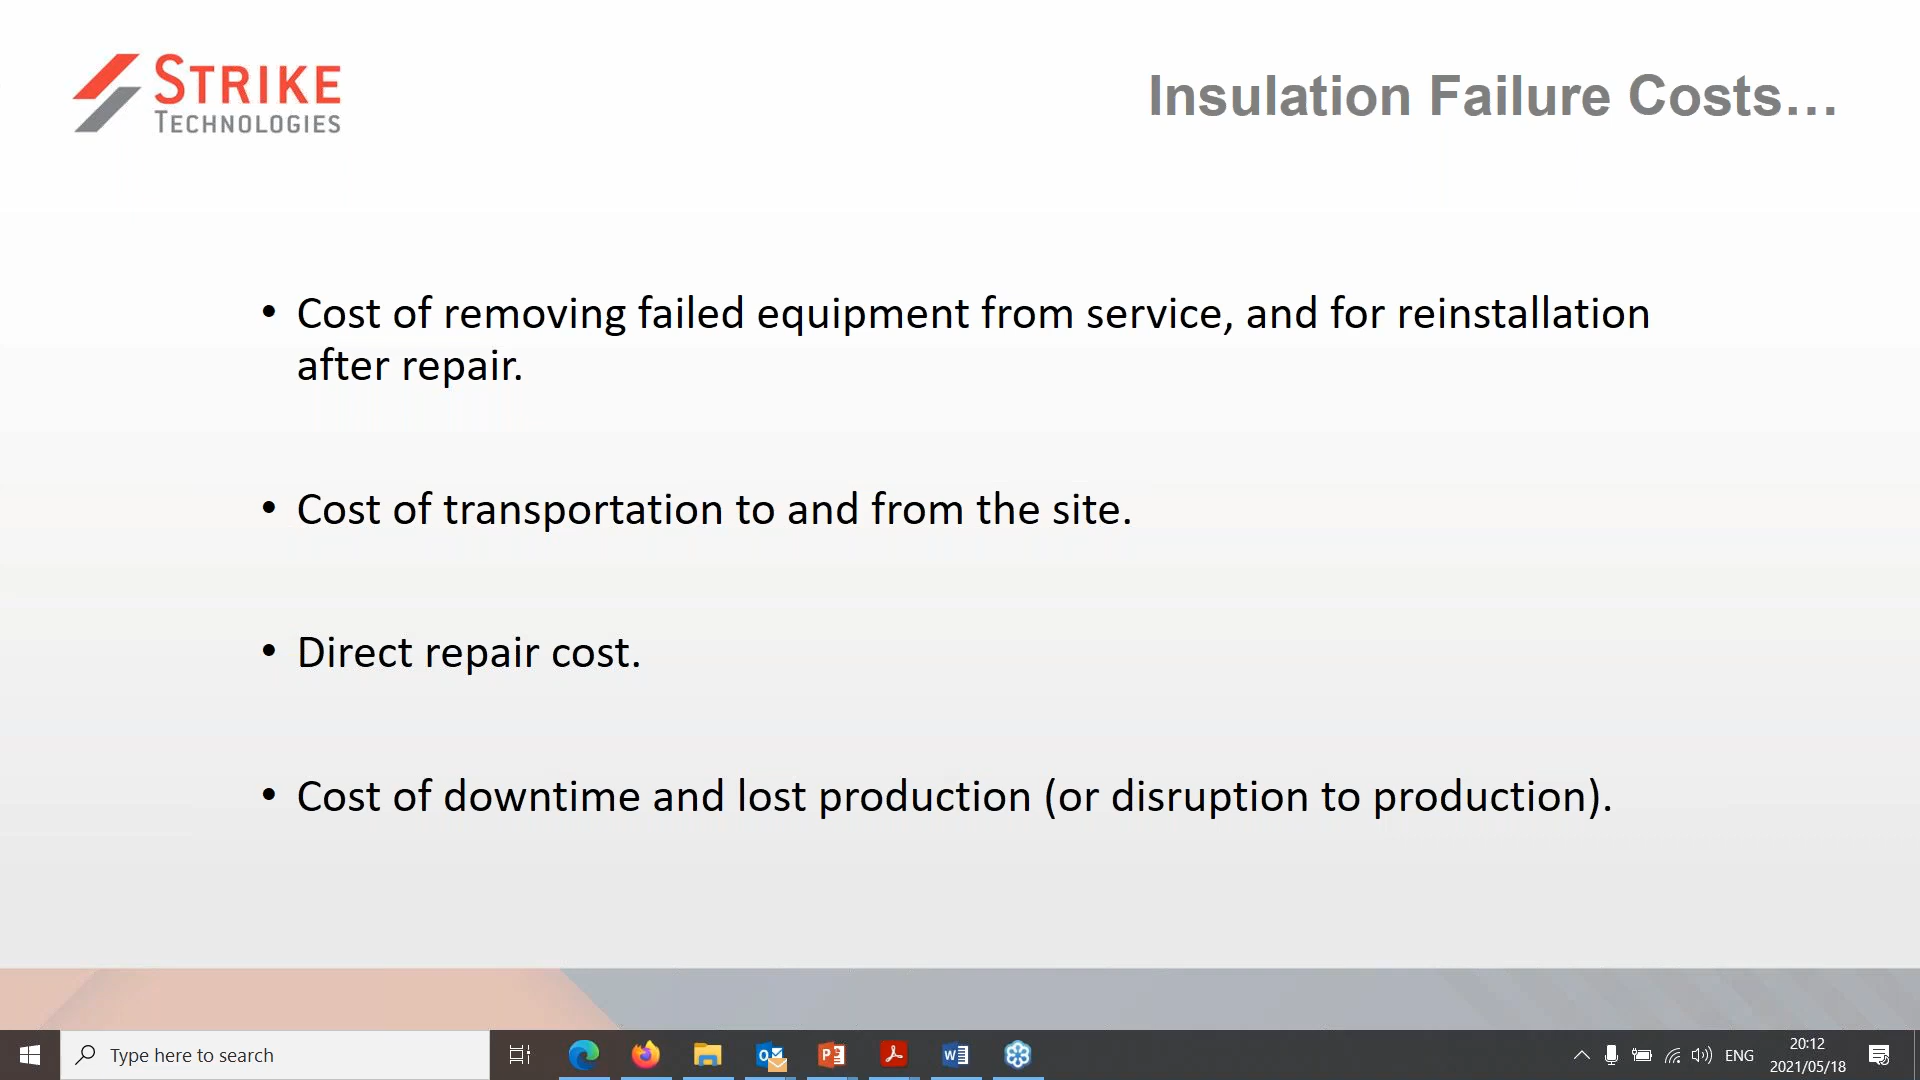 STRIKE
TECHNOLOGIES
Insulation Failure Costs…
• Cost of removing failed equipment from service, and for reinstallation
after repair.
• Cost of transportation to and from the site.
• Direct repair cost.
• Cost of downtime and lost production (or disruption to production).
Type here to search
ENG
20:12
2021/05/18